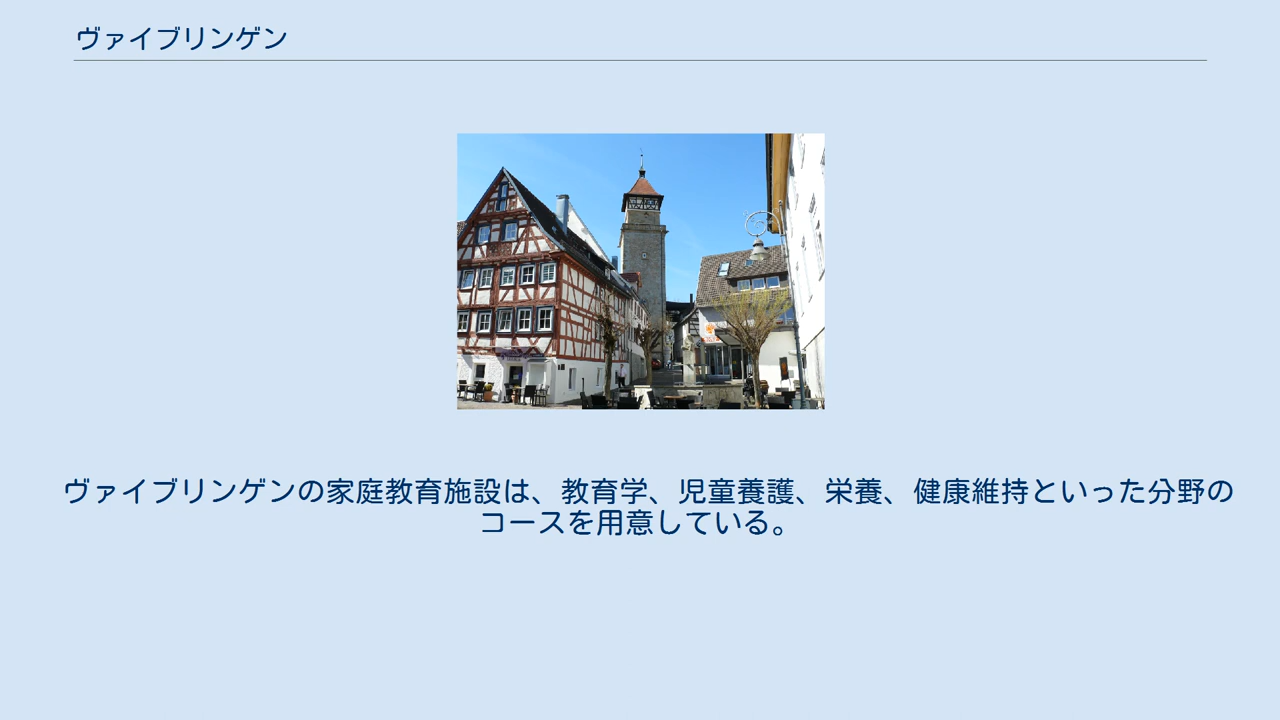 ヴァイブリンゲン
ヴァイブリンゲンの家庭教育施設は、教育学、児童養護、栄養、健康維持といった分野の
コースを用意している。